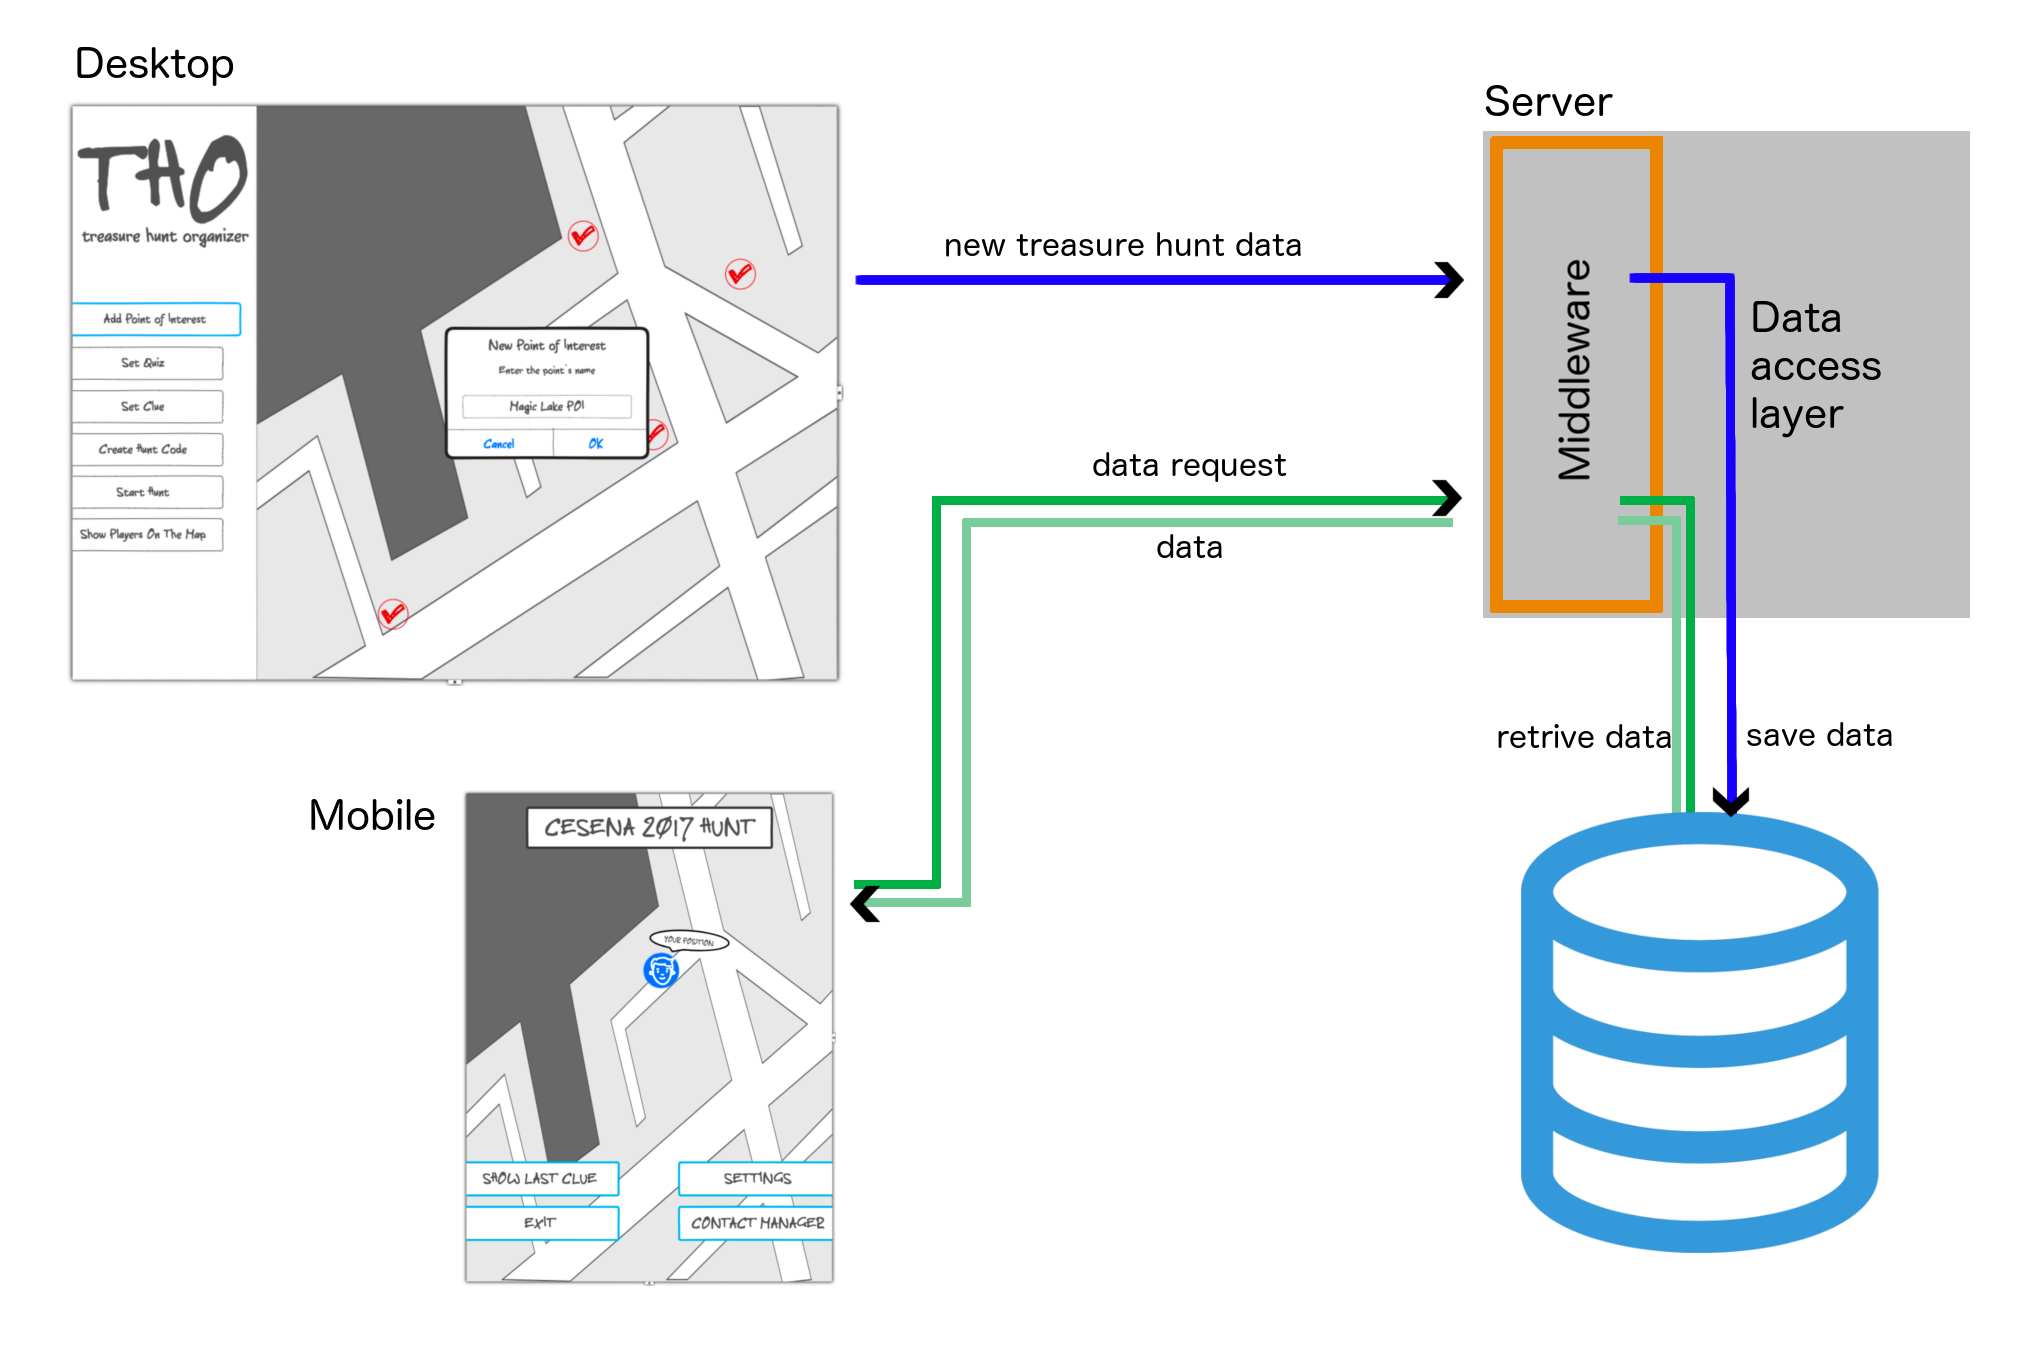 Desktop
THO
treasure hunt organizer
Add Point of Interest
Set Quiz
Set Clue
Create Hunt Code
Start Hunt
Show Players On The Map
New Point of Interest
Enter the point's name
Magic Lake POI
Cancel
OK
new treasure hunt data
data request
data
Server
Middleware
Data
access
layer
retrive data
save data
Mobile
CESENA 2017 HUNT
YOUR POSITION
SHOW LAST CLUE
SETTINGS
EXIT
CONTACT MANAGER